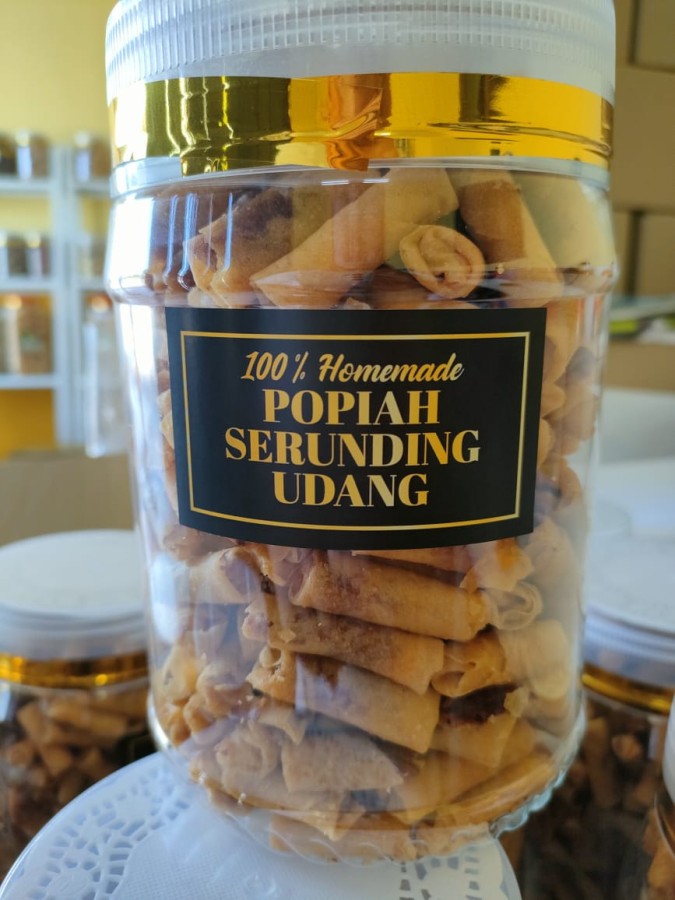 100% Homemade
POPIAH
SERUNDING
UDANG